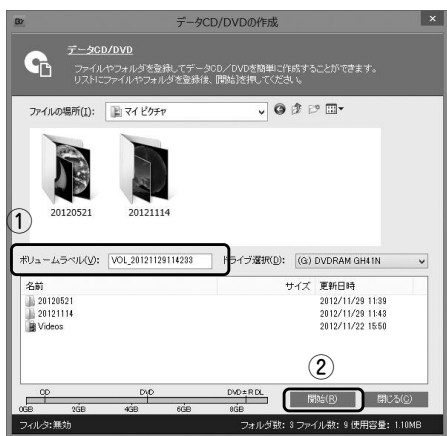 データCD/DVDの作成
データCD/DVD
ファイルやフォルダを登録してデータCD/DVDを簡単に作成することができます。
リストにファイルやフォルダを登録後、[開始]を押してください。
ファイルの場所(I): マイ ピクチャ
20120521 20121114
①
ボリュームラベル(V): VOL_20121129114233 ドライブ選択(D): (G:) DVDRAM GH41N
名前 サイズ 更新日時
20120521 2012/11/29 11:39
20121114 2012/11/29 11:43
Videos 2012/11/22 15:50
②
CD DVD DVD±R DL 開始(R) 閉じる(C)
0GB 2GB 4GB 6GB 8GB
フィルタ:無効 フォルダ数: 3 ファイル数: 9 (使用容量: 1.10MB